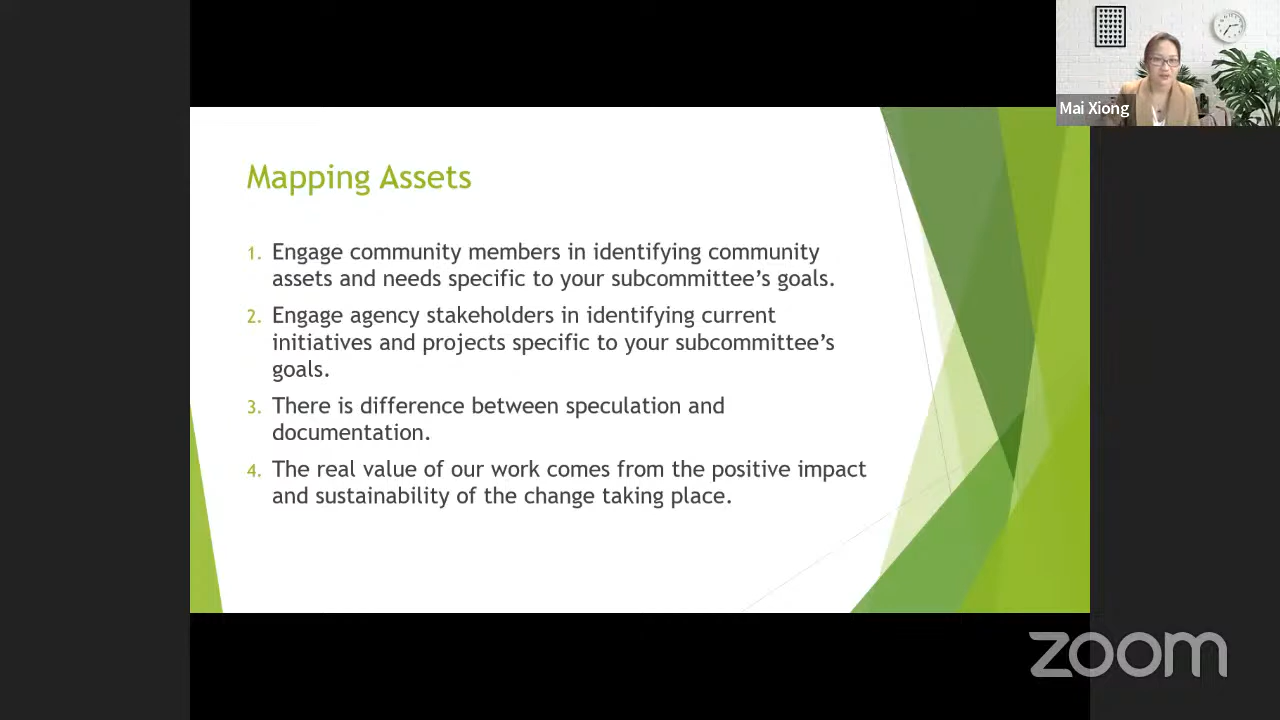 Mai Xiong
Mapping Assets
1. Engage community members in identifying community
assets and needs specific to your subcommittee’s goals.
2. Engage agency stakeholders in identifying current
initiatives and projects specific to your subcommittee’s
goals.
3. There is difference between speculation and
documentation.
4. The real value of our work comes from the positive impact
and sustainability of the change taking place.
zoom